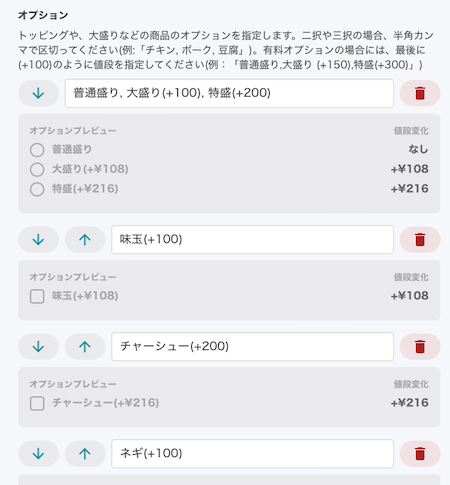 オプション
トッピングや、大盛りなどの商品のオプションを指定します。二択や三択の場合、半角カン
マで区切ってください(例:「チキン, ポーク, 豆腐」)。有料オプションの場合には、最後に
(+100)のように値段を指定してください(例：「普通盛り,大盛り (+150),特盛(+300)」)
普通盛り, 大盛り(+100), 特盛(+200)
オプションプレビュー 値段変化
普通盛り なし
大盛り(+¥108) +¥108
特盛(+¥216) +¥216
味玉(+100)
オプションプレビュー 値段変化
味玉(+¥108) +¥108
チャーシュー(+200)
オプションプレビュー 値段変化
チャーシュー(+¥216) +¥216
ネギ(+100)